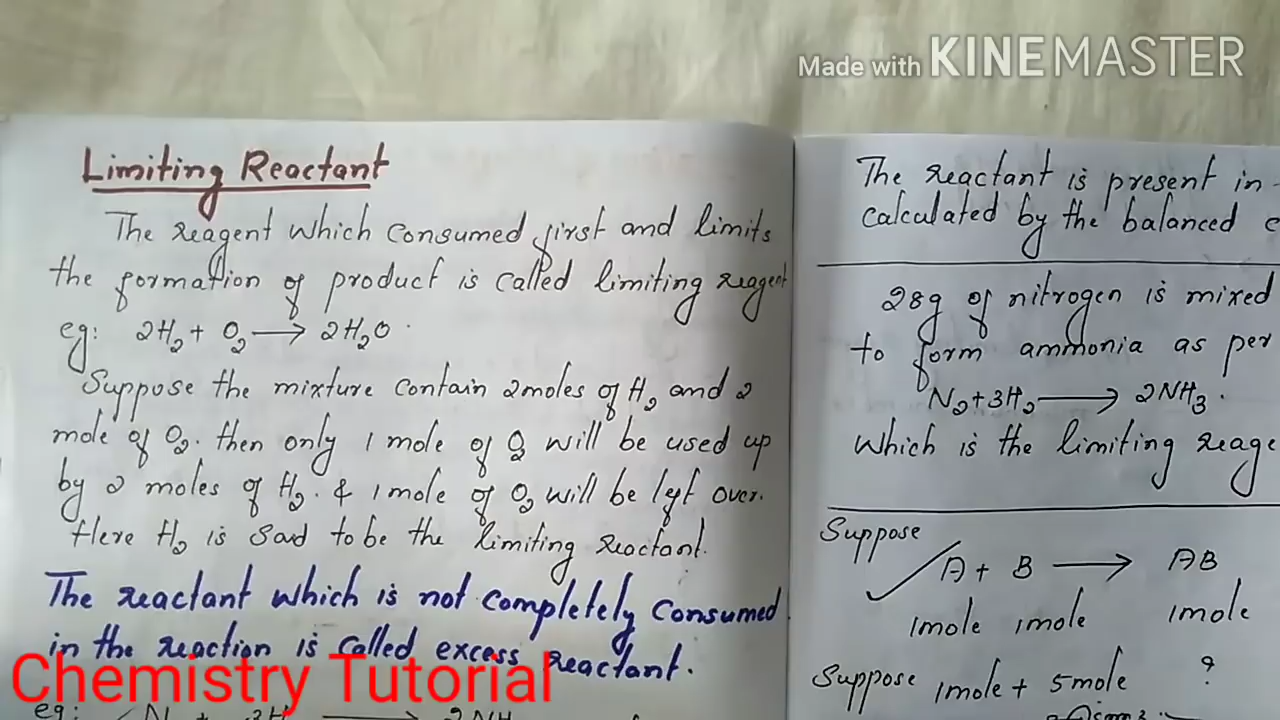 Made with KINEMASTER
Limiting Reactant
The reagent which consumed first and limits
the formation of product is called limiting reagent
eg: 2H₂ + O₂ → 2H₂O.
Suppose the mixture contain 2moles of H₂ and 2
mole of O₂. then only 1 mole of O₂ will be used up
by 2 moles of H₂. & 1mole of O₂ will be left over.
Here H₂ is said to be the limiting reactant.
The reactant which is not completely consumed
in the reaction is called excess reactant.
eg:
The reactant is present in
calculated by the balanced
28g of nitrogen is mixed
to form ammonia as per
N₂+3H₂ → 2NH₃.
Which is the limiting
Suppose
A + B → AB
1mole 1mole 1mole
Suppose 1mole + 5mole ?
Chemistry Tutorial